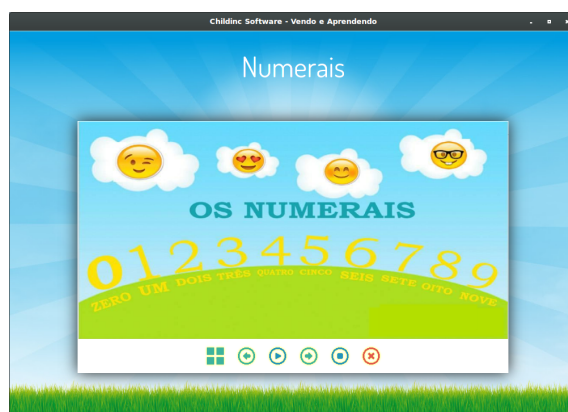 Childinc Software - Vendo e Aprendendo
Numerais
OS NUMERAIS
0 1 2 3 4 5 6 7 8 9
ZERO UM DOIS TRÊS QUATRO CINCO SEIS SETE OITO NOVE